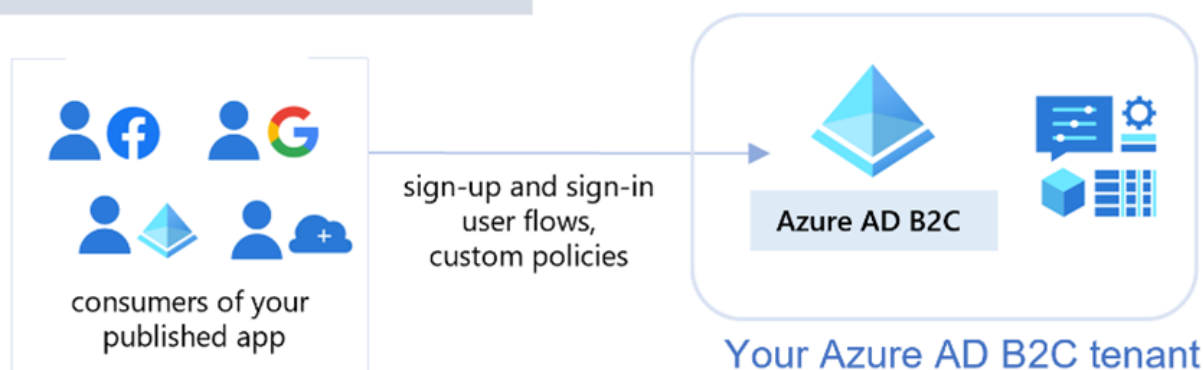 consumers of your
published app
sign-up and sign-in
user flows,
custom policies
Azure AD B2C
Your Azure AD B2C tenant